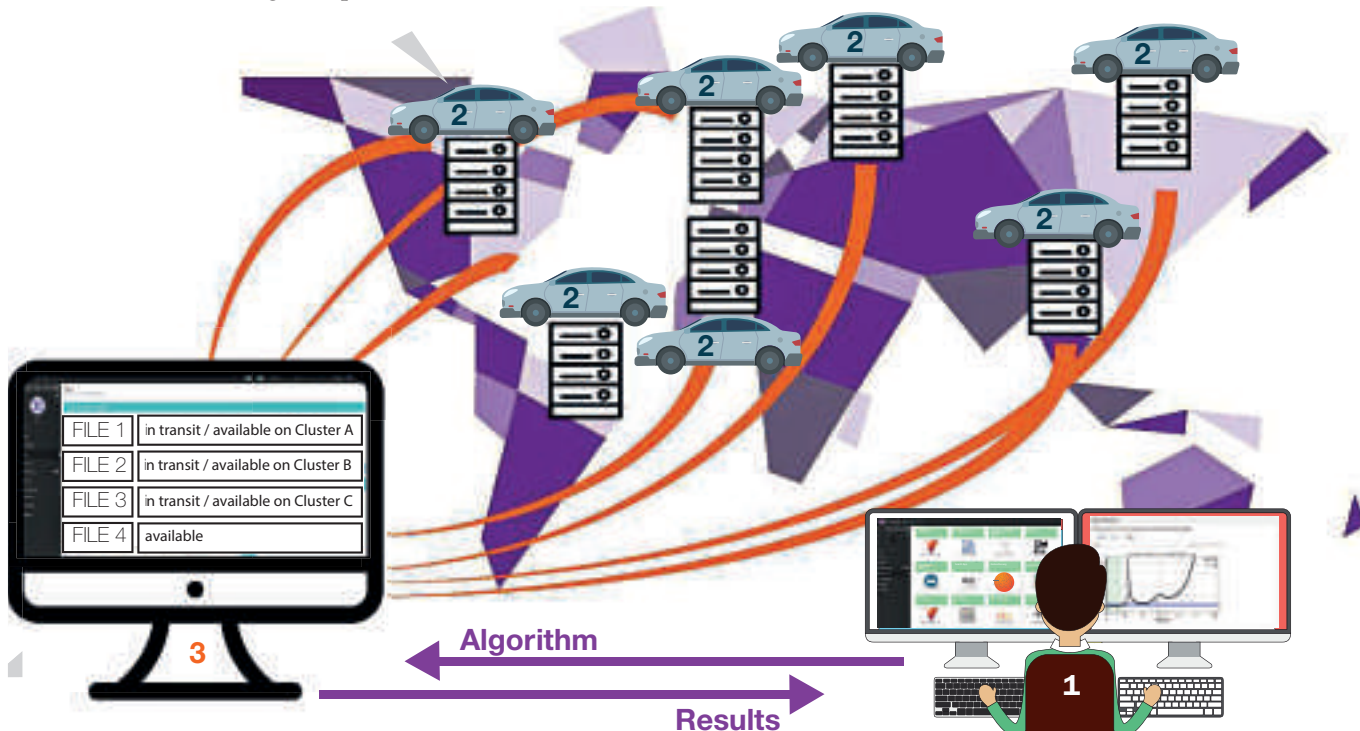 2
2
2
2
2
2
2
FILE 1 in transit / available on Cluster A
FILE 2 in transit / available on Cluster B
FILE 3 in transit / available on Cluster C
FILE 4 available
3
Algorithm
Results
1